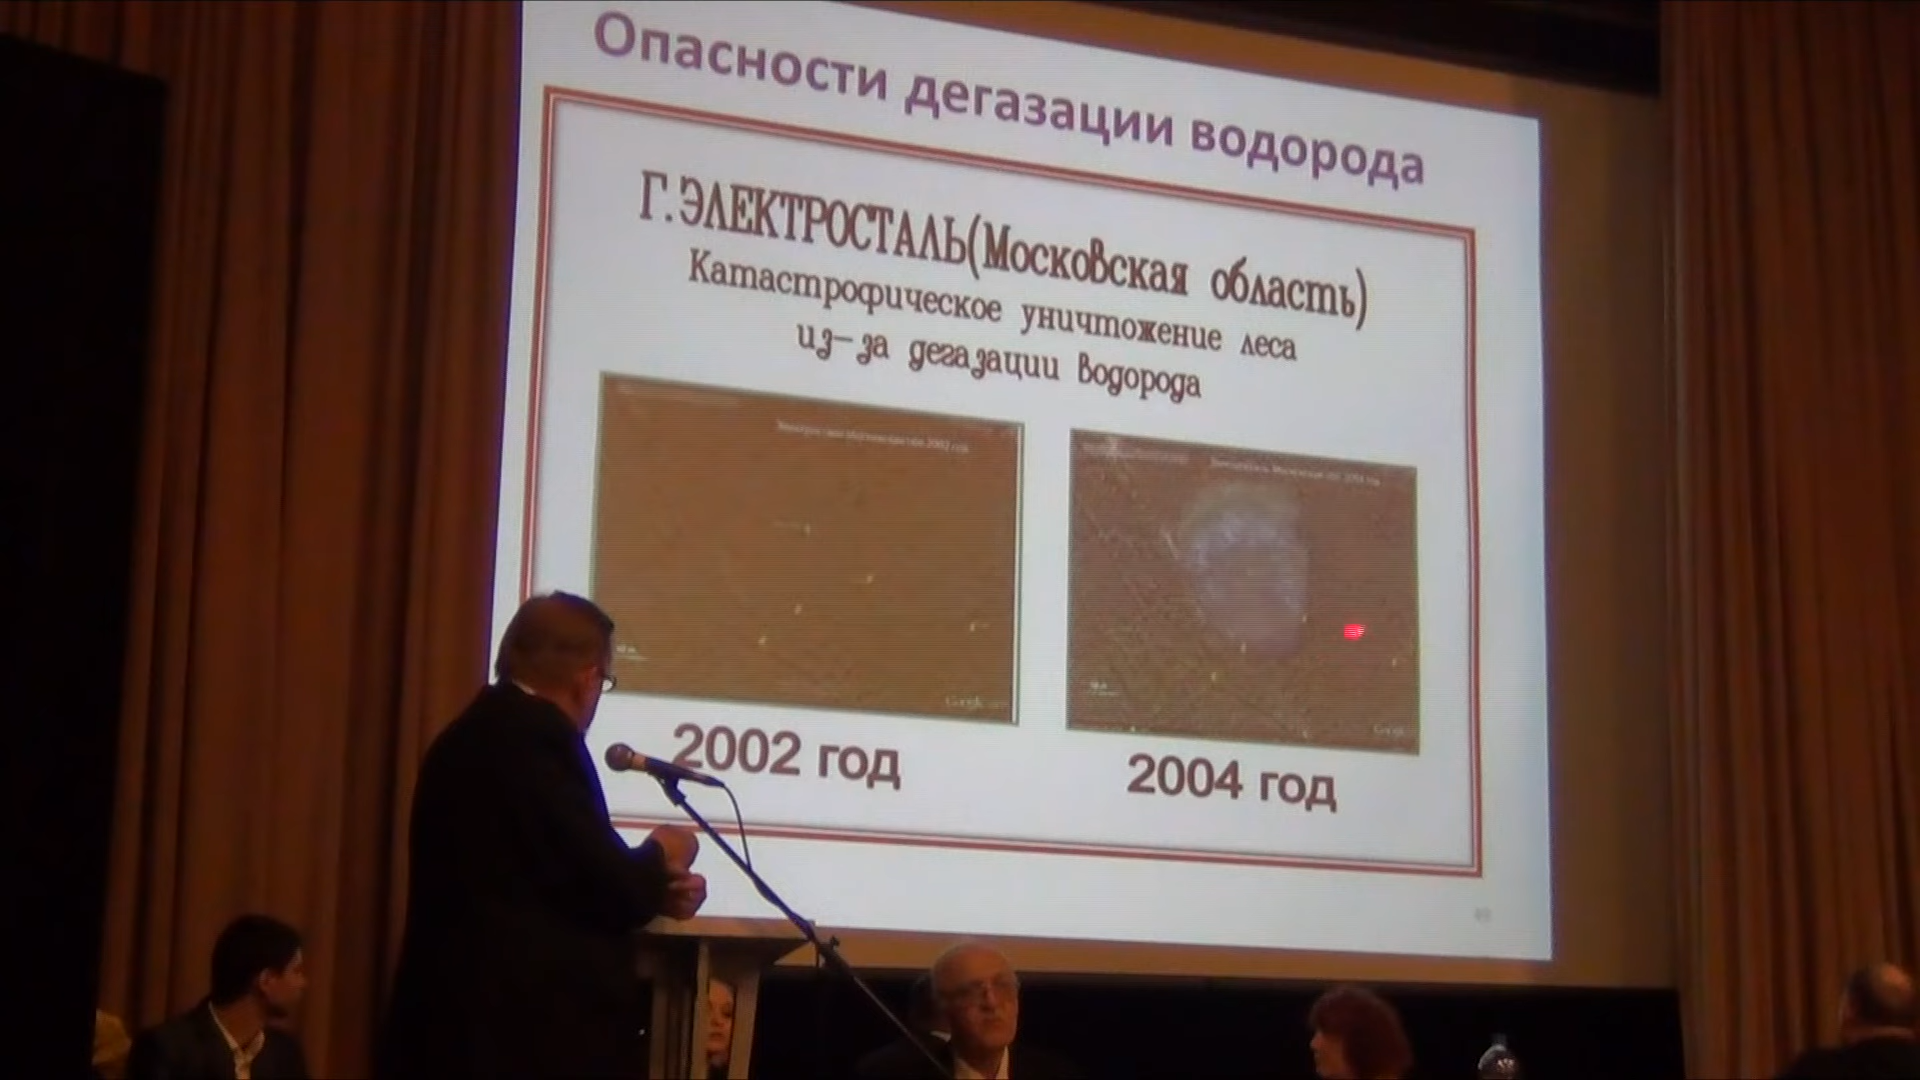 Опасности дегазации водорода
Г.ЭЛЕКТРОСТАЛЬ(Московская область)
Катастрофическое уничтожение леса
из-за дегазации водорода
2002 год
2004 год